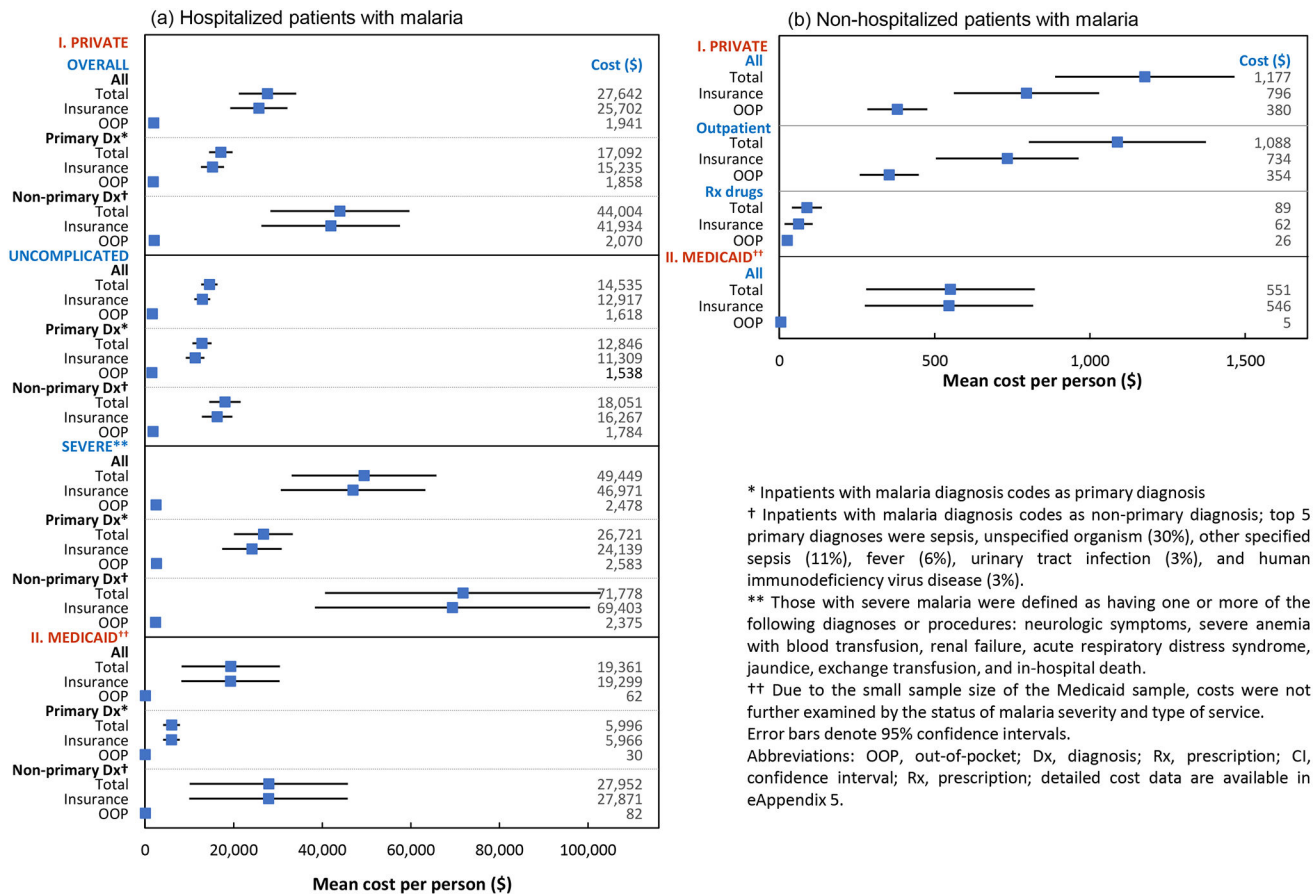 (a) Hospitalized patients with malaria
I. PRIVATE
OVERALL Cost ($)
All
Total 27,642
Insurance 25,702
OOP 1,941
Primary Dx*
Total 17,092
Insurance 15,235
OOP 1,858
Non-primary Dx†
Total 44,004
Insurance 41,934
OOP 2,070
UNCOMPLICATED
All
Total 14,535
Insurance 12,917
OOP 1,618
Primary Dx*
Total 12,846
Insurance 11,309
OOP 1,538
Non-primary Dx†
Total 18,051
Insurance 16,267
OOP 1,784
SEVERE**
All
Total 49,449
Insurance 46,971
OOP 2,478
Primary Dx*
Total 26,721
Insurance 24,139
OOP 2,583
Non-primary Dx†
Total 71,778
Insurance 69,403
OOP 2,375
II. MEDICAID††
All
Total 19,361
Insurance 19,299
OOP 62
Primary Dx*
Total 5,996
Insurance 5,966
OOP 30
Non-primary Dx†
Total 27,952
Insurance 27,871
OOP 82
0 20,000 40,000 60,000 80,000 100,000
Mean cost per person ($)
(b) Non-hospitalized patients with malaria
I. PRIVATE
All Cost ($)
Total 1,177
Insurance 796
OOP 380
Outpatient
Total 1,088
Insurance 734
OOP 354
Rx drugs
Total 89
Insurance 62
OOP 26
II. MEDICAID††
All
Total 551
Insurance 546
OOP 5
0 500 1,000 1,500
Mean cost per person ($)
* Inpatients with malaria diagnosis codes as primary diagnosis
† Inpatients with malaria diagnosis codes as non-primary diagnosis; top 5
primary diagnoses were sepsis, unspecified organism (30%), other specified
sepsis (11%), fever (6%), urinary tract infection (3%), and human
immunodeficiency virus disease (3%).
** Those with severe malaria were defined as having one or more of the
following diagnoses or procedures: neurologic symptoms, severe anemia
with blood transfusion, renal failure, acute respiratory distress syndrome,
jaundice, exchange transfusion, and in-hospital death.
†† Due to the small sample size of the Medicaid sample, costs were not
further examined by the status of malaria severity and type of service.
Error bars denote 95% confidence intervals.
Abbreviations: OOP, out-of-pocket; Dx, diagnosis; Rx, prescription; CI,
confidence interval; Rx, prescription; detailed cost data are available in
eAppendix 5.